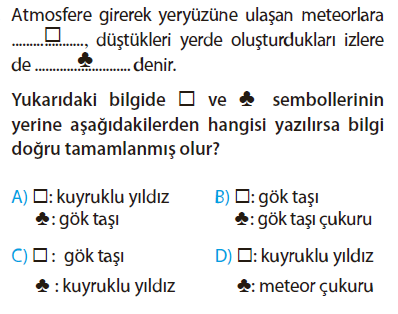 Atmosfere girerek yeryüzüne ulaşan meteorlara
..........□.........., düştükleri yerde oluşturdukları izlere
de ............♣............ denir.
Yukarıdaki bilgide □ ve ♣ sembollerinin
yerine aşağıdakilerden hangisi yazılırsa bilgi
doğru tamamlanmış olur?
A) □: kuyruklu yıldız
♣: gök taşı
B) □: gök taşı
♣: gök taşı çukuru
C) □ : gök taşı
♣ : kuyruklu yıldız
D) □: kuyruklu yıldız
♣: meteor çukuru